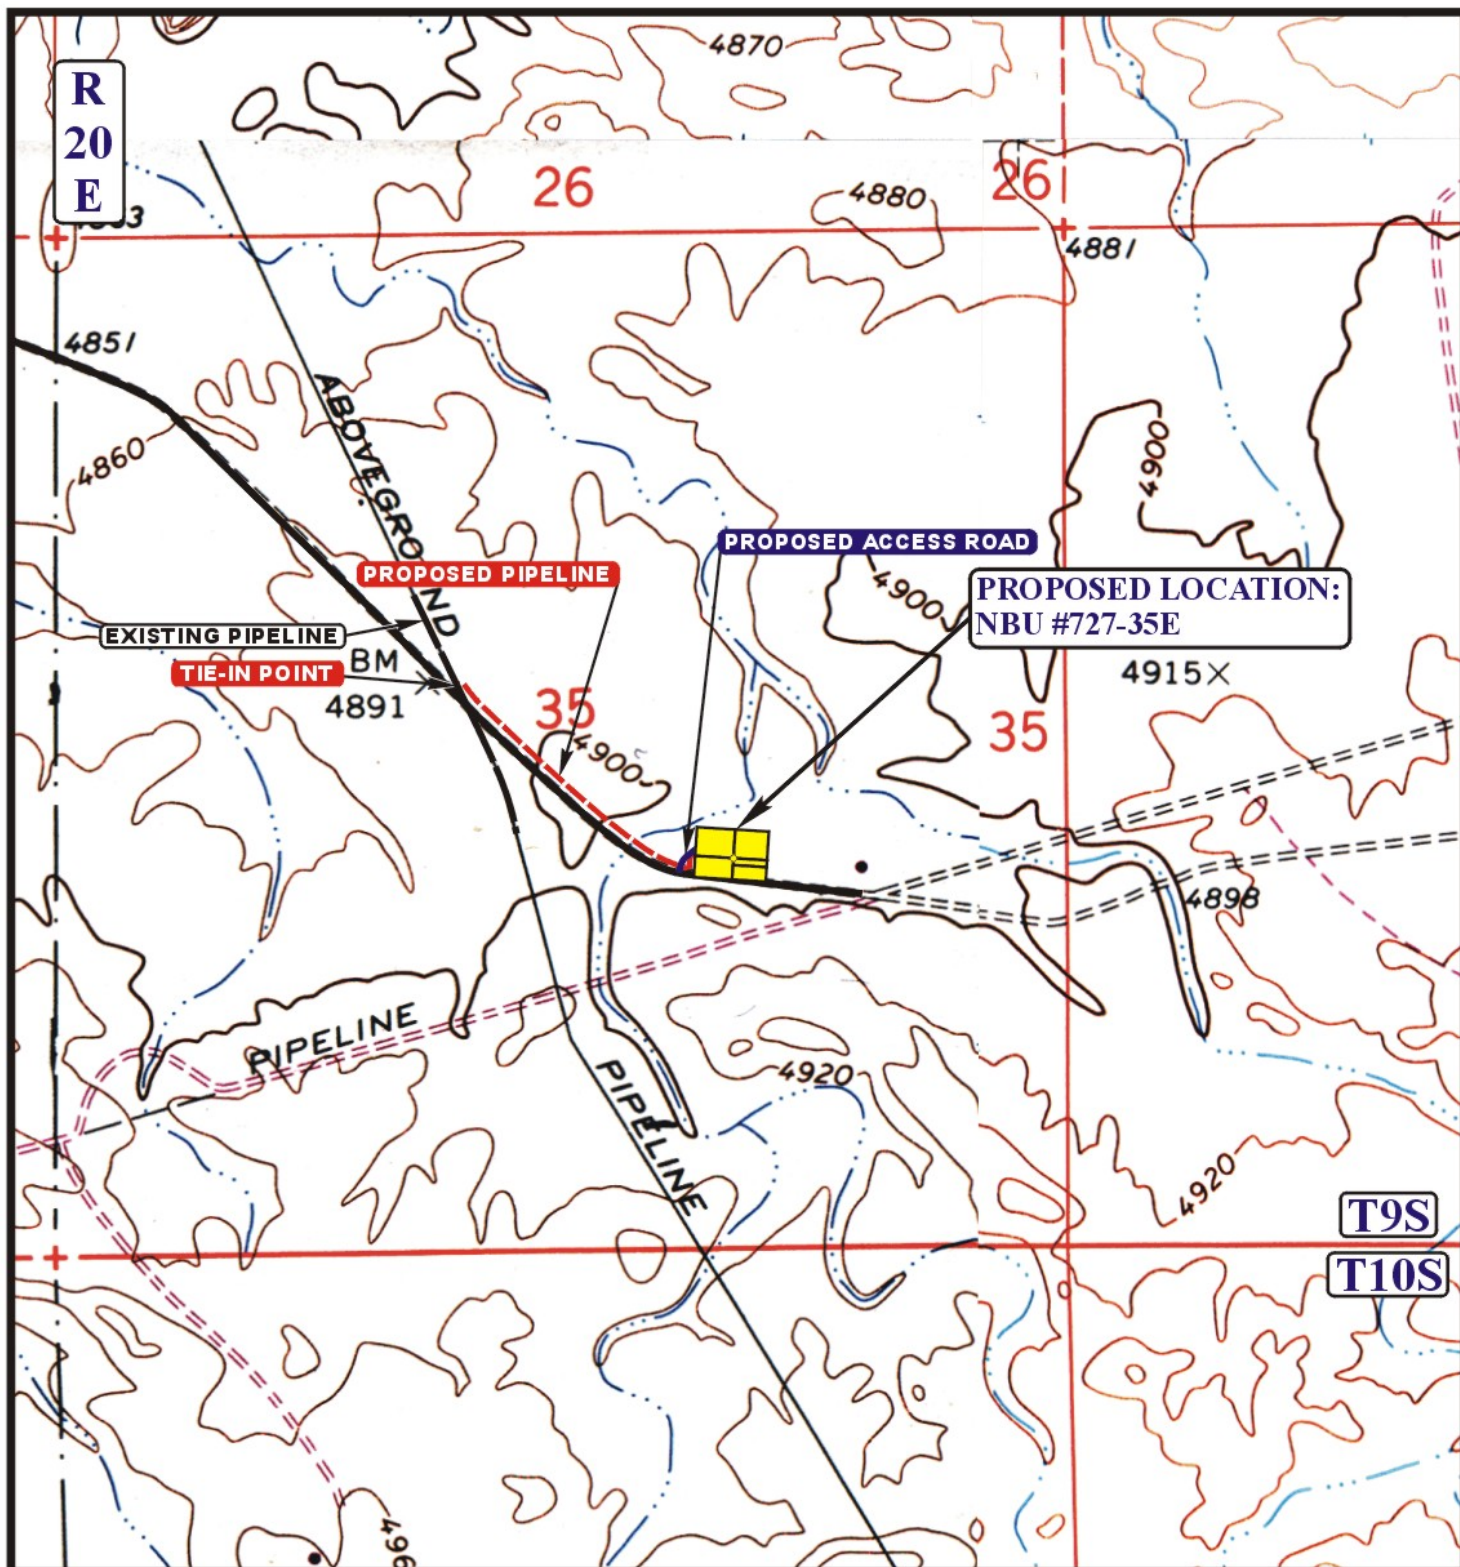 4870
R
20
E
26
26
4880
4881
4851
ABOVEGROUND
4860
4900
PROPOSED ACCESS ROAD
PROPOSED PIPELINE
4900
PROPOSED LOCATION:
NBU #727-35E
EXISTING PIPELINE
BM
TIE-IN POINT
4891
4915
35
35
4900
4898
PIPELINE
4920
PIPELINE
4920
T9S
T10S